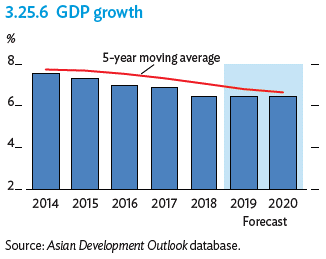 3.25.6 GDP growth
%
5-year moving average
8
6
4
2
2014 2015 2016 2017 2018 2019 2020
Forecast
Source: Asian Development Outlook database.